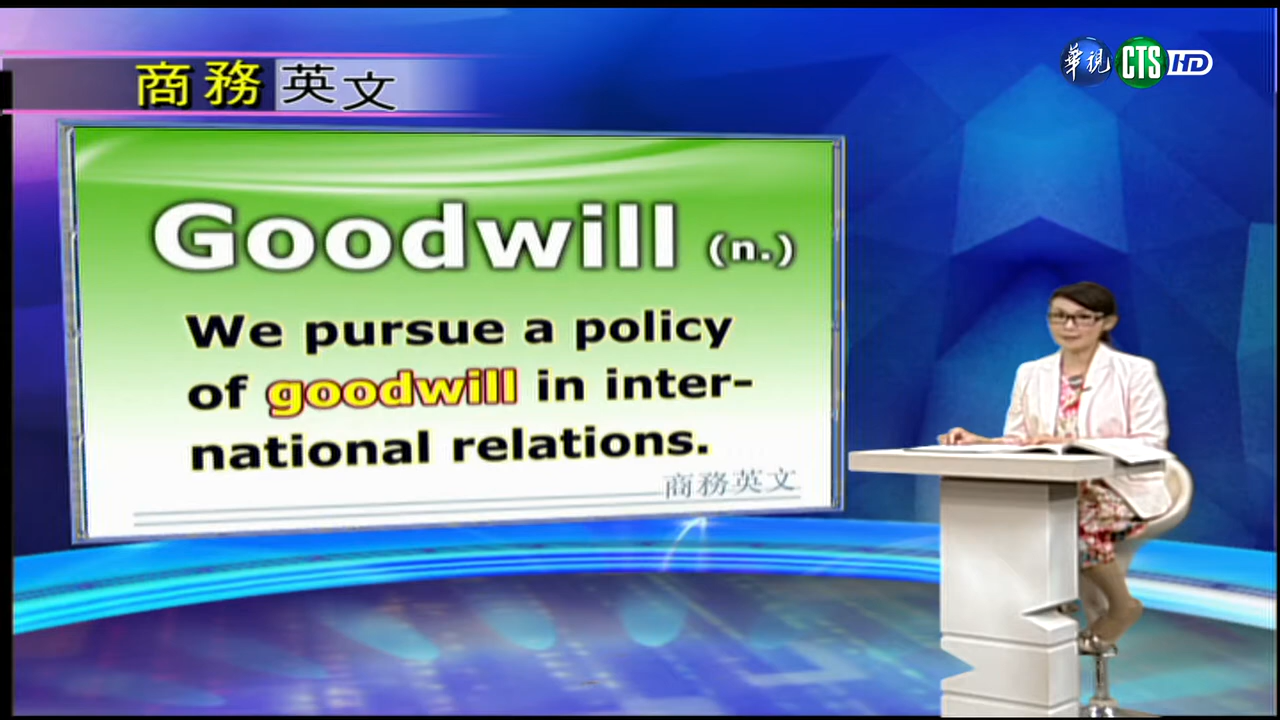 商務英文
華視 CTS HD
Goodwill (n.)
We pursue a policy
of goodwill in inter-
national relations.
商務英文